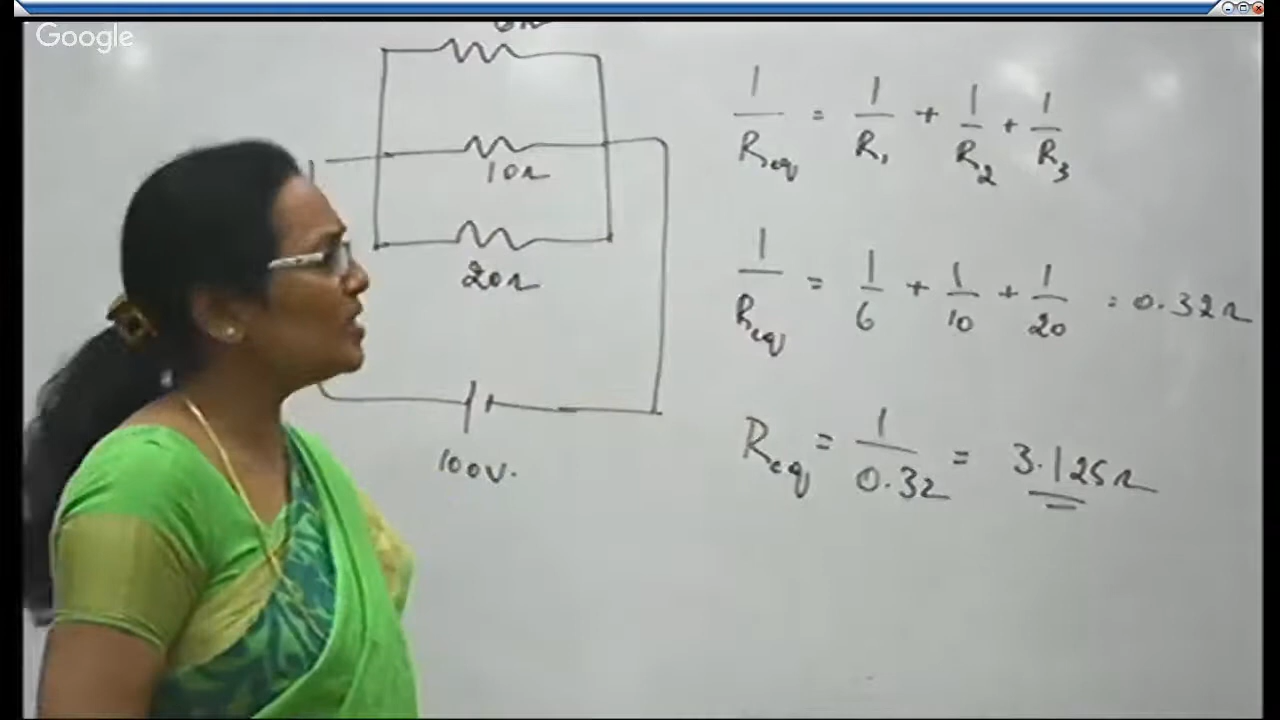 Google
10Ω
20Ω
100V.
1/Req = 1/R1 + 1/R2 + 1/R3
1/Req = 1/6 + 1/10 + 1/20 = 0.32Ω
Req = 1/0.32 = 3.125Ω